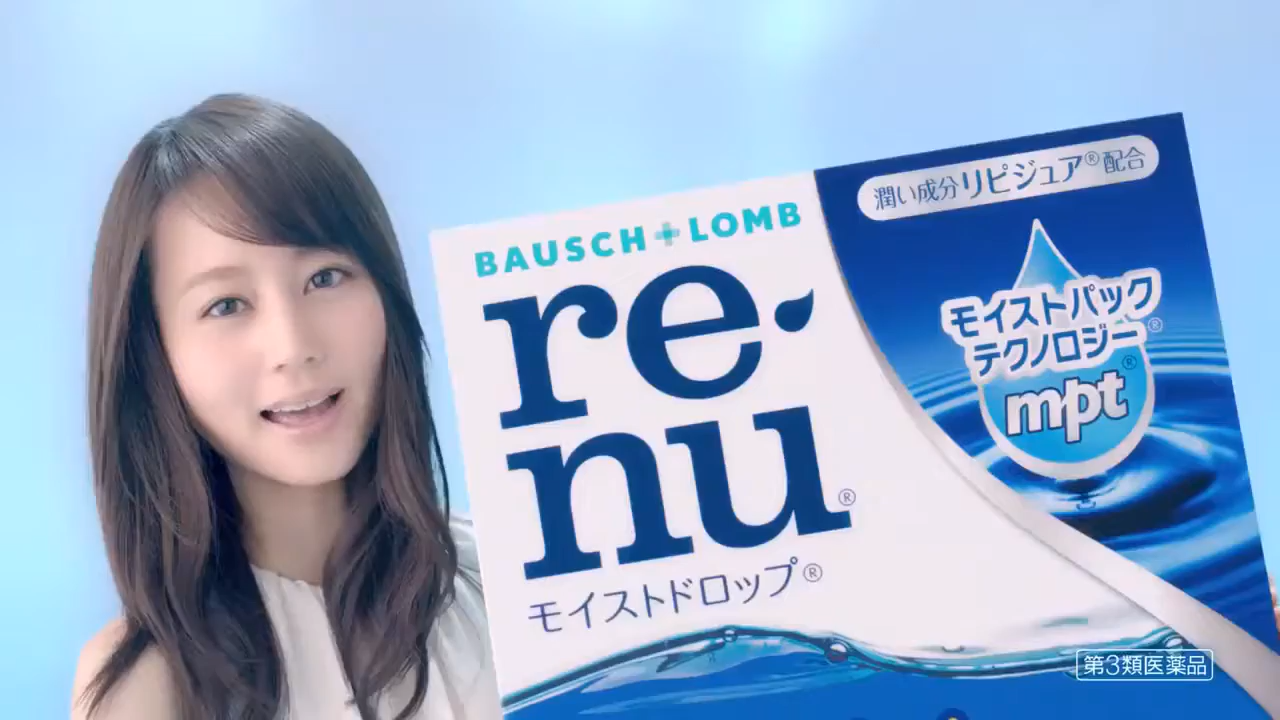 BAUSCH + LOMB
re·
nu®
モイストドロップ®
潤い成分リピジュア®配合
モイストパック
テクノロジー®
mpt®
第3類医薬品